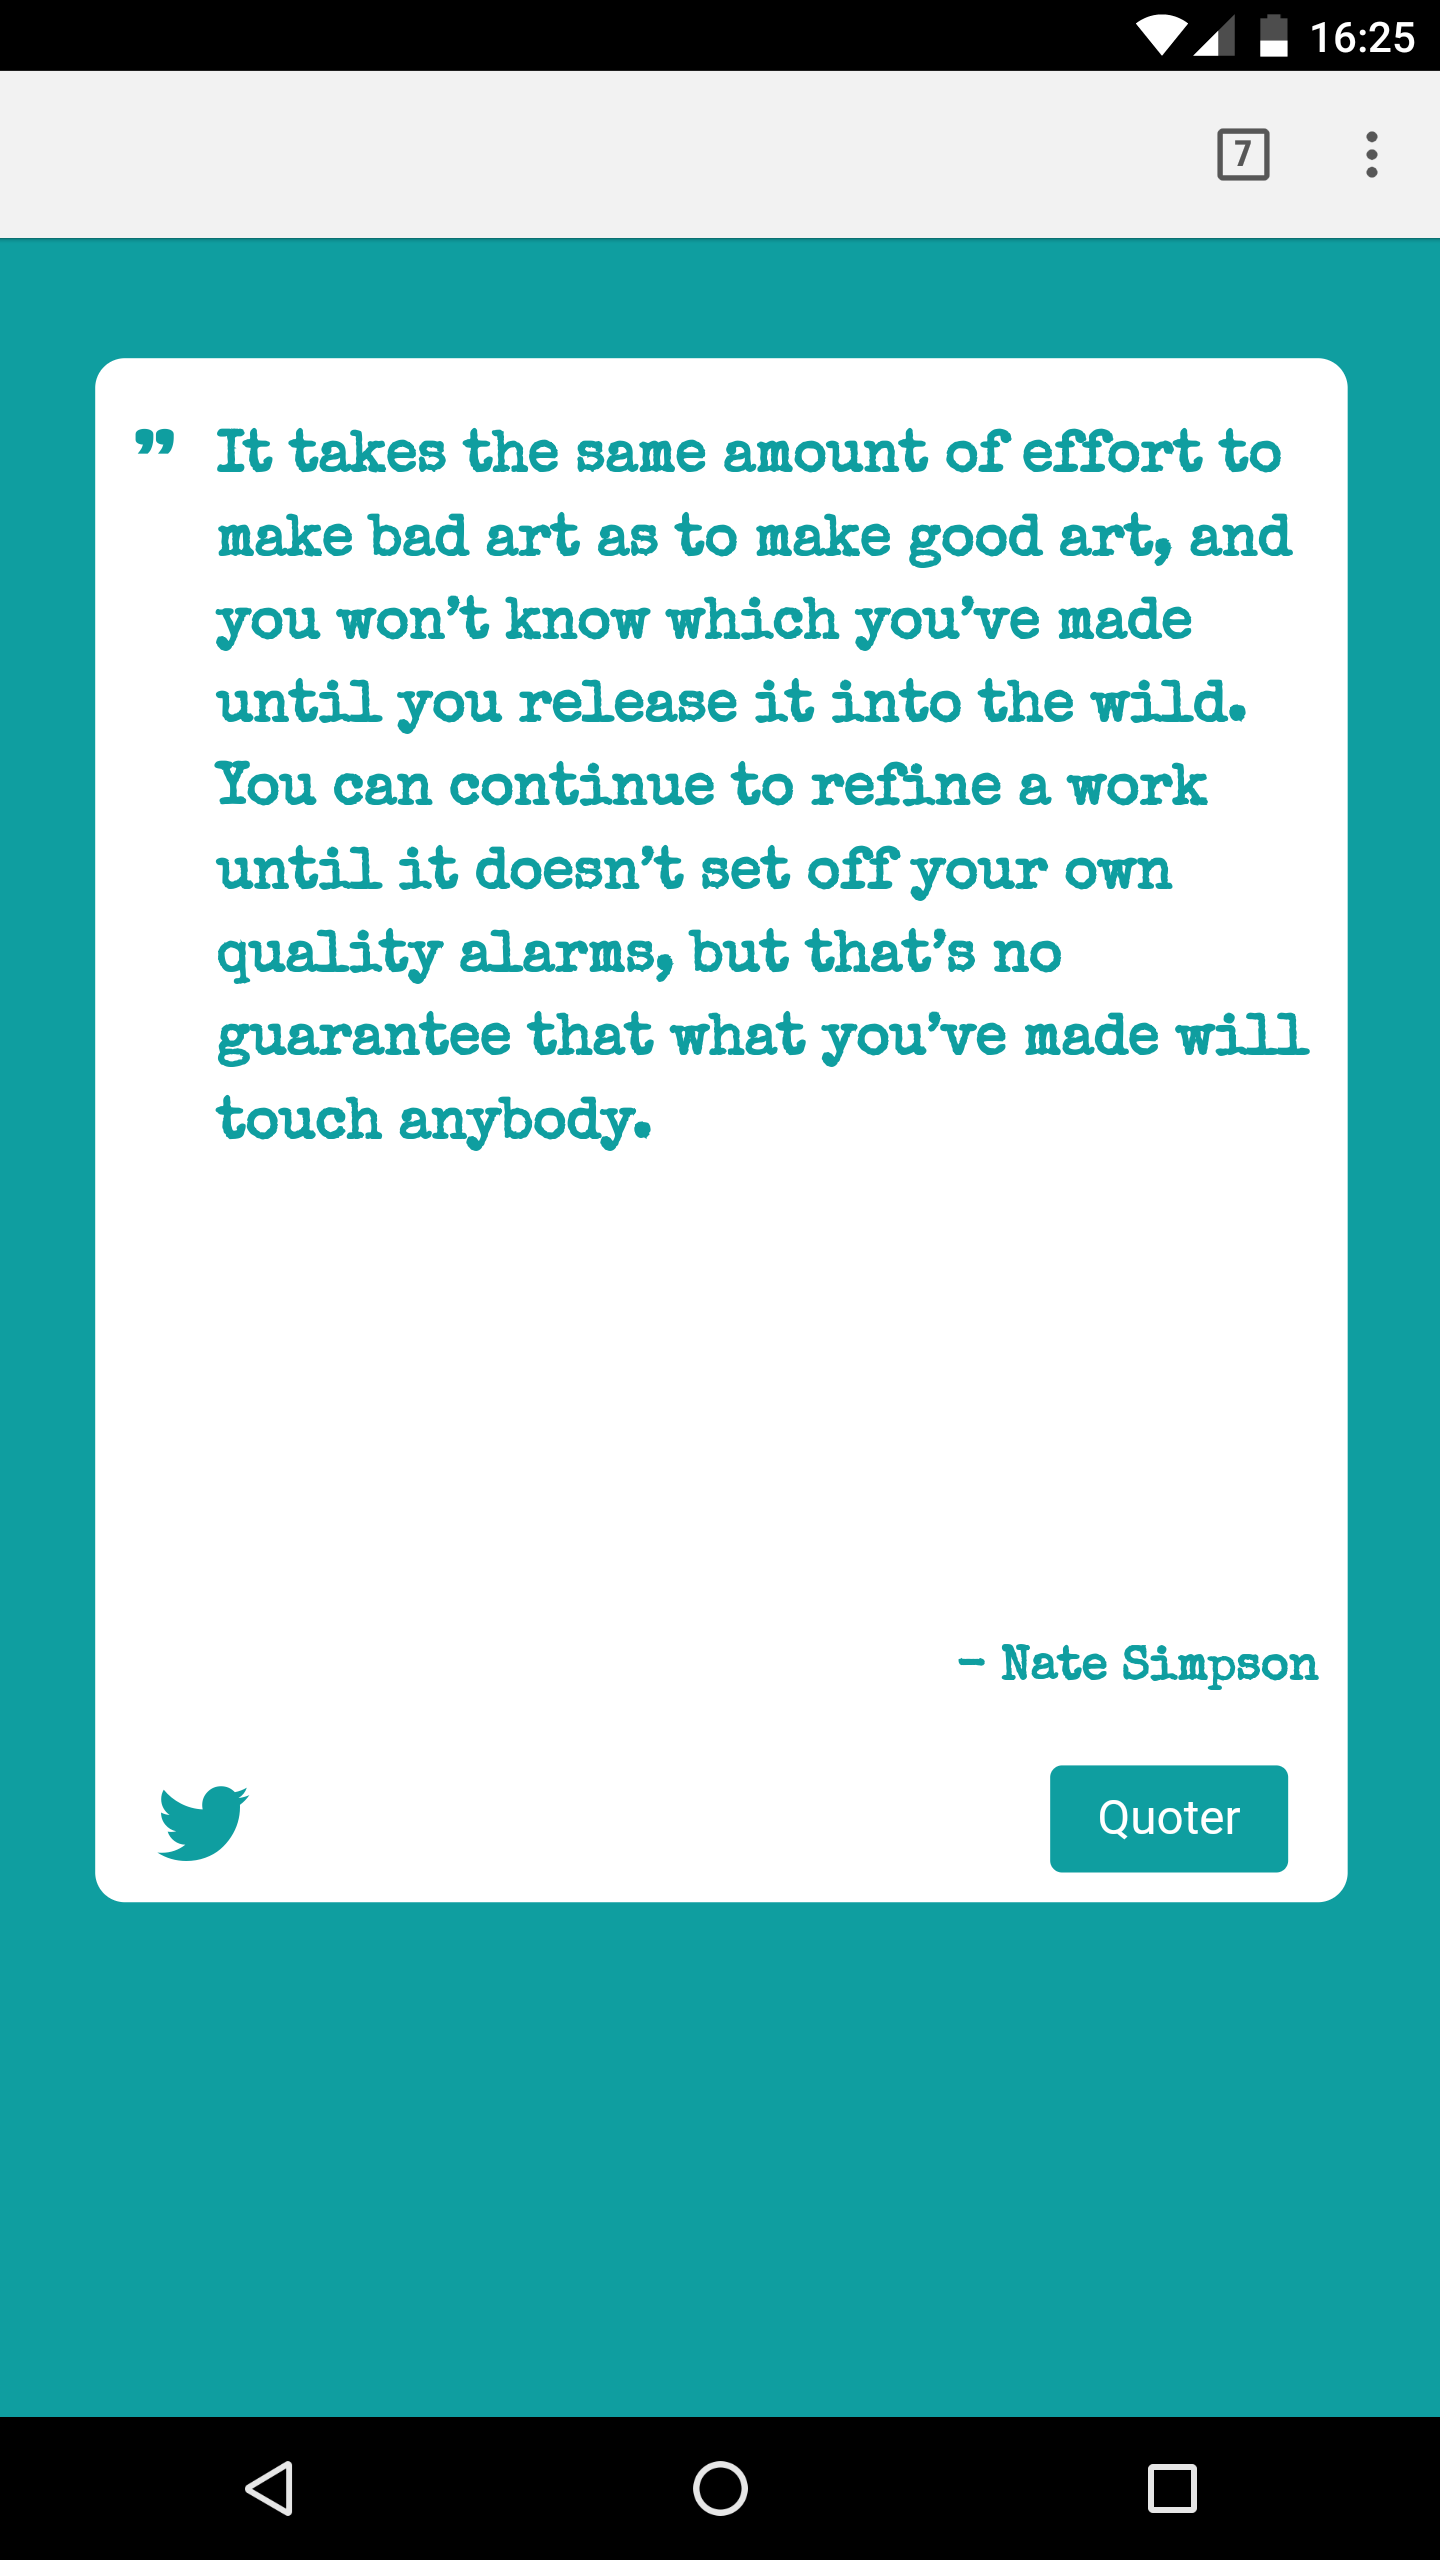 16:25
7
” It takes the same amount of effort to
make bad art as to make good art, and
you won’t know which you’ve made
until you release it into the wild.
You can continue to refine a work
until it doesn’t set off your own
quality alarms, but that’s no
guarantee that what you’ve made will
touch anybody.
- Nate Simpson
Quoter